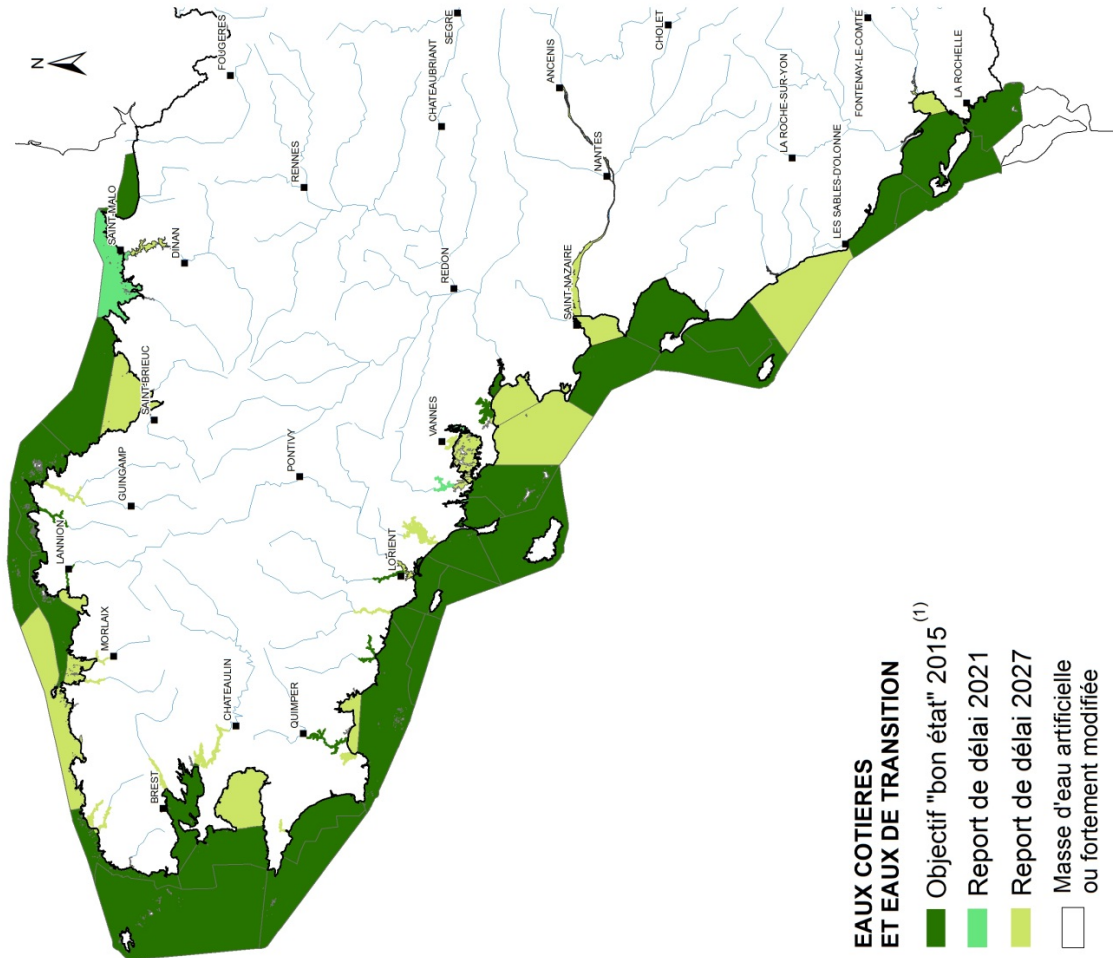 N
FOUGERES
SAINT-MALO
DINAN
RENNES
SAINT-BRIEUC
GUINGAMP
LANNION
MORLAIX
PONTIVY
BREST
CHATEAULIN
QUIMPER
LORIENT
VANNES
REDON
CHATEAUBRIANT
SEGRE
ANCENIS
NANTES
SAINT-NAZAIRE
CHOLET
LA ROCHE-SUR-YON
LES SABLES-D'OLONNE
FONTENAY-LE-COMTE
LA ROCHELLE
EAUX COTIERES
ET EAUX DE TRANSITION
Objectif "bon état" 2015 (1)
Report de délai 2021
Report de délai 2027
Masse d'eau artificielle
ou fortement modifiée